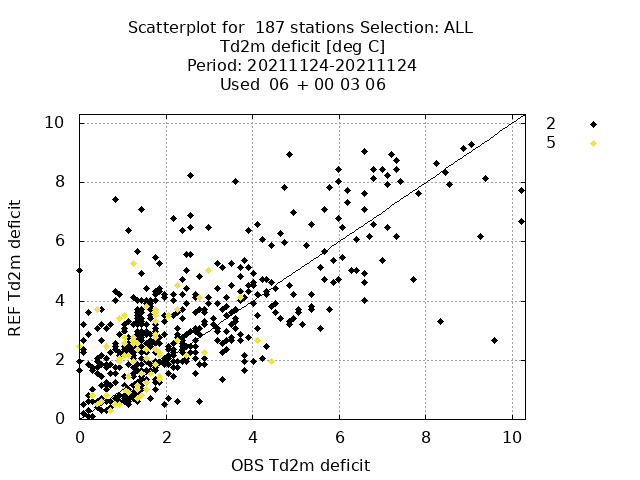 Scatterplot for  187 stations Selection: ALL
Td2m deficit [deg C]
Period: 20211124-20211124
Used  06 + 00 03 06
REF Td2m deficit
10
8
6
4
2
0
0 2 4 6 8 10
OBS Td2m deficit
2
5